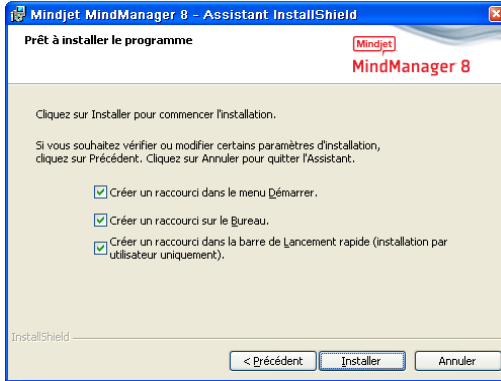 Mindjet MindManager 8 - Assistant InstallShield
Prêt à installer le programme
Mindjet
MindManager 8
Cliquez sur Installer pour commencer l'installation.
Si vous souhaitez vérifier ou modifier certains paramètres d'installation,
cliquez sur Précédent. Cliquez sur Annuler pour quitter l'Assistant.
Créer un raccourci dans le menu Démarrer.
Créer un raccourci sur le Bureau.
Créer un raccourci dans la barre de Lancement rapide (installation par
utilisateur uniquement).
InstallShield
< Précédent
Installer
Annuler